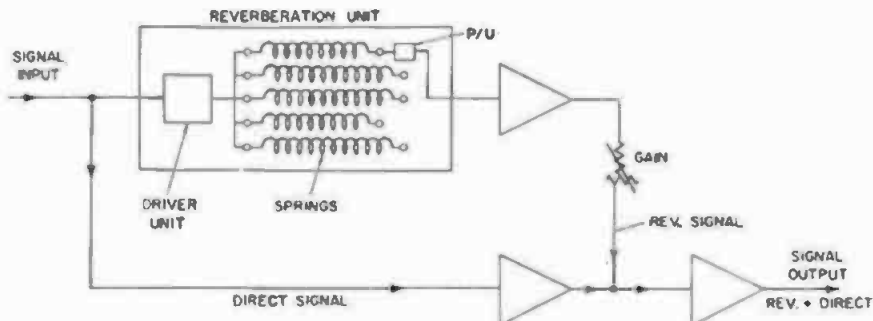 REVERBERATION UNIT
P/U
SIGNAL
INPUT
GAIN
DRIVER
UNIT
SPRINGS
REV. SIGNAL
SIGNAL
OUTPUT
DIRECT SIGNAL
REV. + DIRECT